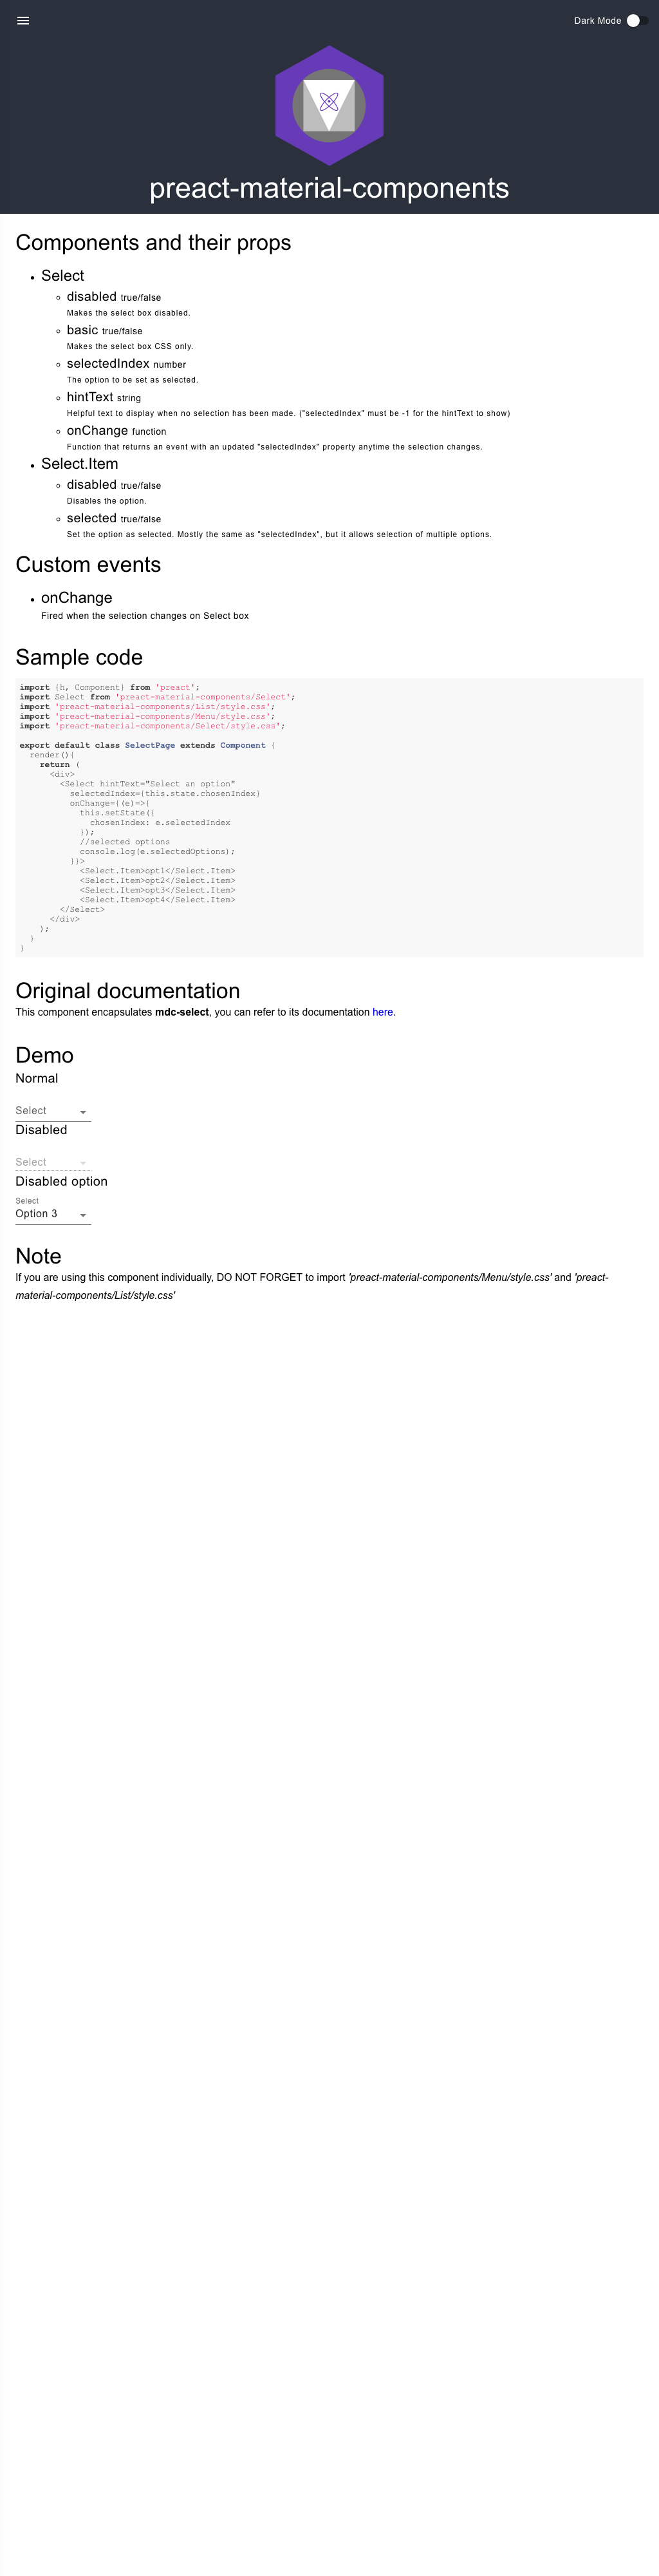 Dark Mode
preact-material-components
Components and their props
Select
disabled true/false
Makes the select box disabled.
basic true/false
Makes the select box CSS only.
selectedIndex number
The option to be set as selected.
hintText string
Helpful text to display when no selection has been made. ("selectedIndex" must be -1 for the hintText to show)
onChange function
Function that returns an event with an updated "selectedIndex" property anytime the selection changes.
Select.Item
disabled true/false
Disables the option.
selected true/false
Set the option as selected. Mostly the same as "selectedIndex", but it allows selection of multiple options.
Custom events
onChange
Fired when the selection changes on Select box
Sample code
import {h, Component} from 'preact';
import Select from 'preact-material-components/Select';
import 'preact-material-components/List/style.css';
import 'preact-material-components/Menu/style.css';
import 'preact-material-components/Select/style.css';
export default class SelectPage extends Component {
render(){
return (
<div>
<Select hintText="Select an option"
selectedIndex={this.state.chosenIndex}
onChange={(e)=>{
this.setState({
chosenIndex: e.selectedIndex
});
//selected options
console.log(e.selectedOptions);
}}>
<Select.Item>opt1</Select.Item>
<Select.Item>opt2</Select.Item>
<Select.Item>opt3</Select.Item>
<Select.Item>opt4</Select.Item>
</Select>
</div>
);
}
}
Original documentation
This component encapsulates mdc-select, you can refer to its documentation here.
Demo
Normal
Select
Disabled
Select
Disabled option
Select
Option 3
Note
If you are using this component individually, DO NOT FORGET to import 'preact-material-components/Menu/style.css' and 'preact-
material-components/List/style.css'